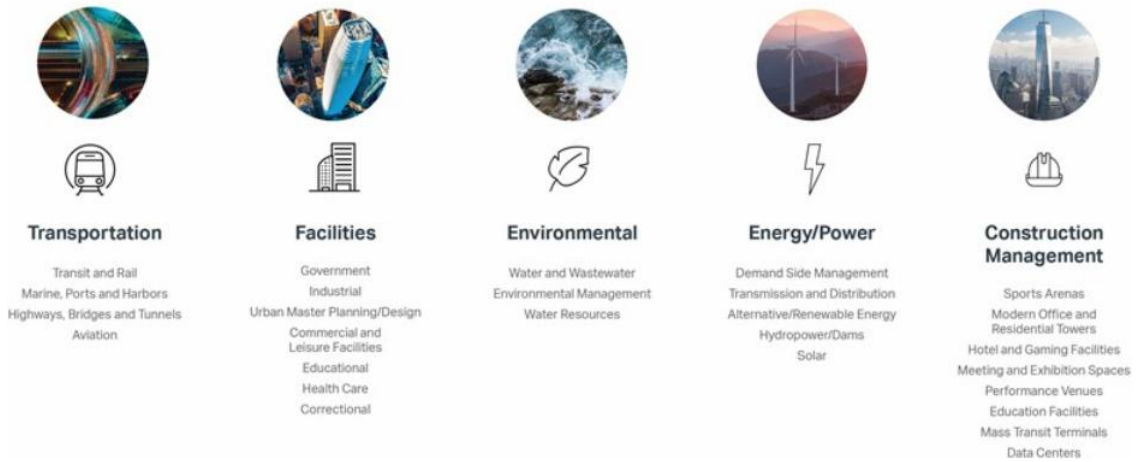 Transportation
Transit and Rail
Marine, Ports and Harbors
Highways, Bridges and Tunnels
Aviation
Facilities
Government
Industrial
Urban Master Planning/Design
Commercial and
Leisure Facilities
Educational
Health Care
Correctional
Environmental
Water and Wastewater
Environmental Management
Water Resources
Energy/Power
Demand Side Management
Transmission and Distribution
Alternative/Renewable Energy
Hydropower/Dams
Solar
Construction
Management
Sports Arenas
Modern Office and
Residential Towers
Hotel and Gaming Facilities
Meeting and Exhibition Spaces
Performance Venues
Education Facilities
Mass Transit Terminals
Data Centers